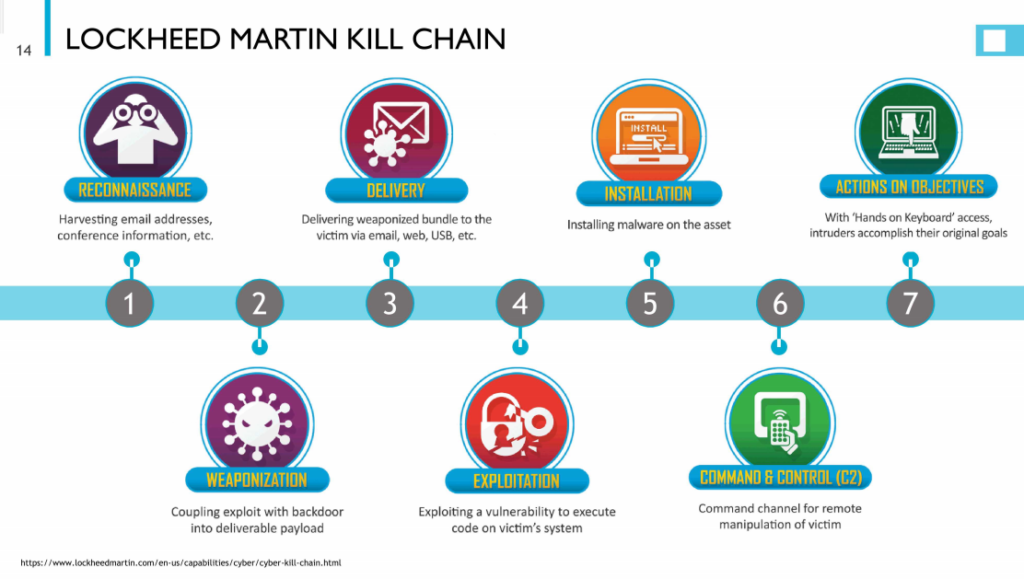 14
LOCKHEED MARTIN KILL CHAIN
RECONNAISSANCE
Harvesting email addresses,
conference information, etc.
DELIVERY
Delivering weaponized bundle to the
victim via email, web, USB, etc.
INSTALL
INSTALLATION
Installing malware on the asset
ACTIONS ON OBJECTIVES
With ‘Hands on Keyboard’ access,
intruders accomplish their original goals
1
2
3
4
5
6
7
WEAPONIZATION
Coupling exploit with backdoor
into deliverable payload
EXPLOITATION
Exploiting a vulnerability to execute
code on victim’s system
COMMAND & CONTROL (C2)
Command channel for remote
manipulation of victim
https://www.lockheedmartin.com/en-us/capabilities/cyber/cyber-kill-chain.html